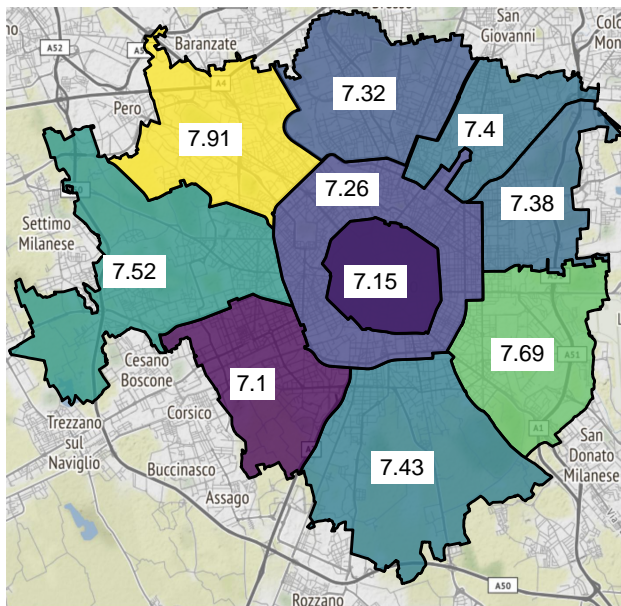 San
Giovanni
A52
Baranzate
A4
Pero
7.32
7.4
7.91
7.26
7.38
Settimo
Milanese
7.52
7.15
7.69
A51
Cesano
Boscone
7.1
Corsico
Trezzano
sul
Naviglio
A1
San
Donato
Milanese
7.43
Buccinasco
Assago
A50
Rozzano